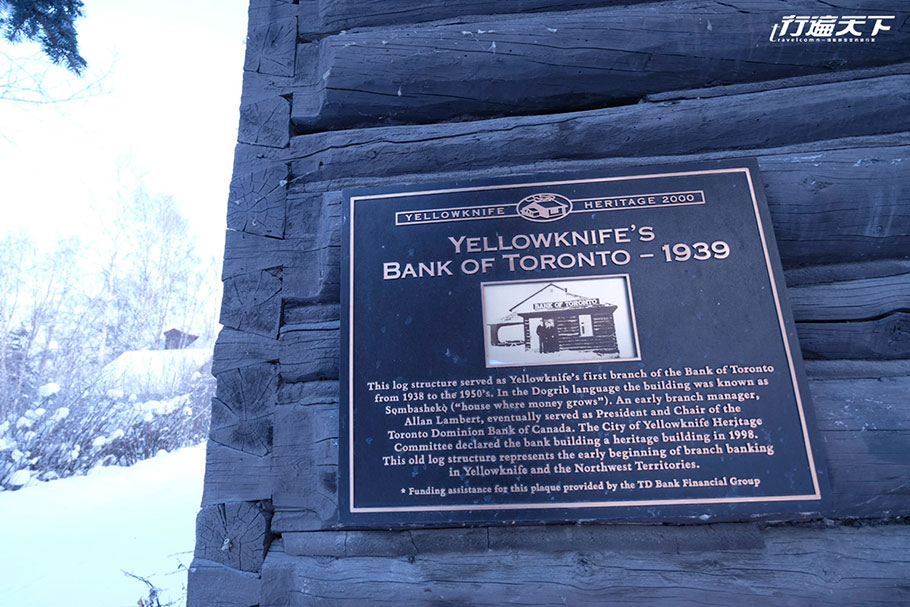 行遍天下
YELLOWKNIFE HERITAGE 2000
YELLOWKNIFE'S
BANK OF TORONTO – 1939
BANK OF TORONTO
This log structure served as Yellowknife's first branch of the Bank of Toronto
from 1938 to the 1950's. In the Dogrib language the building was known as
Sǫmbashekǫ̀ ("house where money grows"). An early branch manager,
Allan Lambert, eventually served as President and Chair of the
Toronto Dominion Bank of Canada. The City of Yellowknife Heritage
Committee declared the bank building a heritage building in 1998.
This old log structure represents the early beginning of branch banking
in Yellowknife and the Northwest Territories.
* Funding assistance for this plaque provided by the TD Bank Financial Group